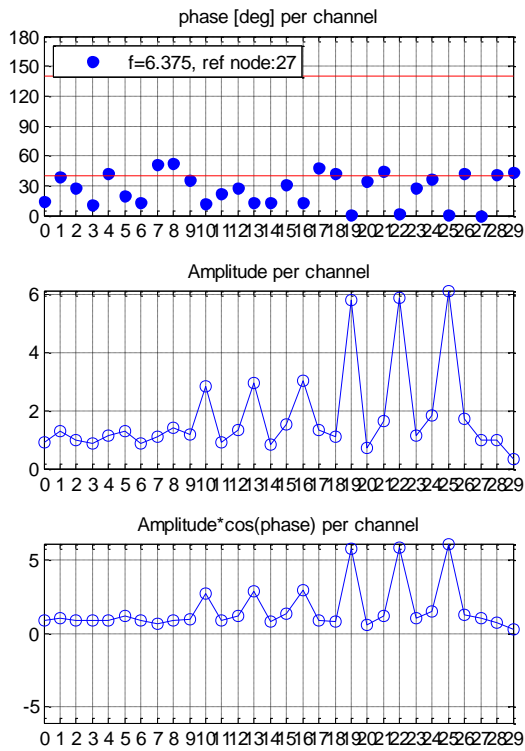 phase [deg] per channel
180
150
120
90
60
30
0
f=6.375, ref node:27
0 1 2 3 4 5 6 7 8 9 10 11 12 13 14 15 16 17 18 19 20 21 22 23 24 25 26 27 28 29
Amplitude per channel
6
4
2
0
0 1 2 3 4 5 6 7 8 9 10 11 12 13 14 15 16 17 18 19 20 21 22 23 24 25 26 27 28 29
Amplitude*cos(phase) per channel
5
0
-5
0 1 2 3 4 5 6 7 8 9 10 11 12 13 14 15 16 17 18 19 20 21 22 23 24 25 26 27 28 29